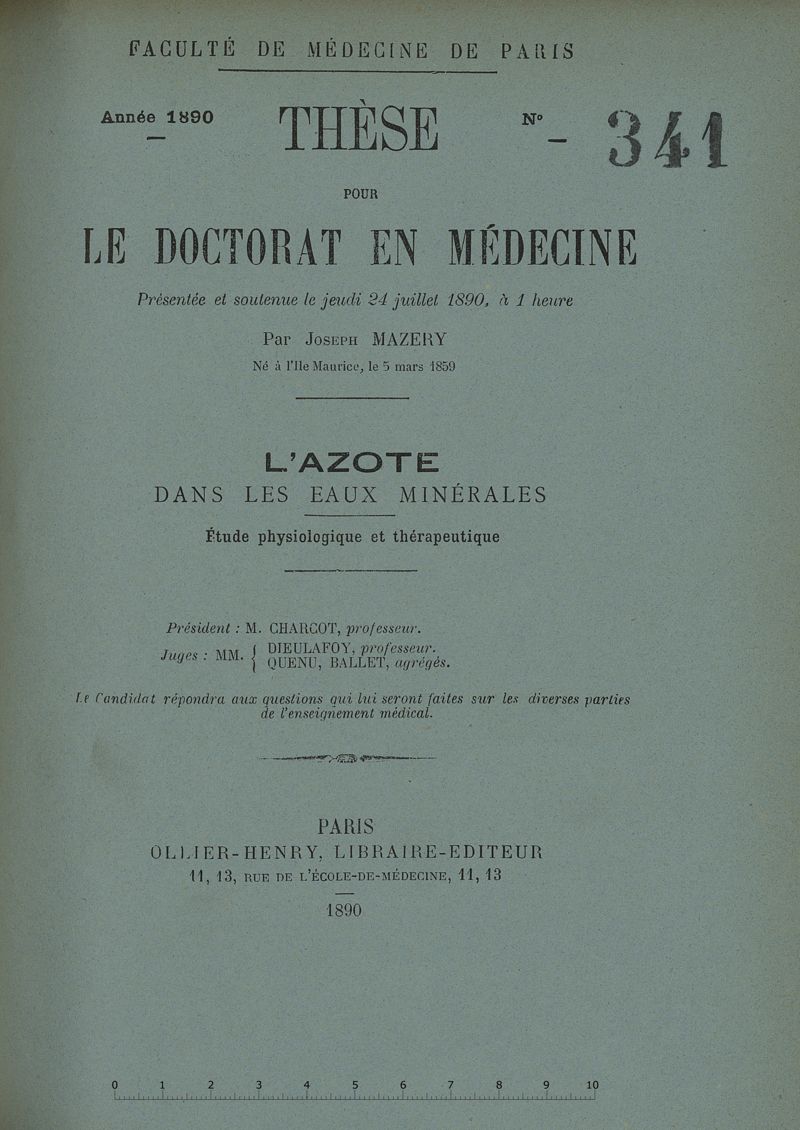 FACULTÉ DE MÉDECINE DE PARIS
Année 1890
THÈSE
N° 341
POUR
LE DOCTORAT EN MÉDECINE
Présentée et soutenue le jeudi 24 juillet 1890, à 1 heure
Par JOSEPH MAZERY
Né à l'Ile Maurice, le 5 mars 1859
L'AZOTE
DANS LES EAUX MINÉRALES
Étude physiologique et thérapeutique
Président : M. CHARCOT, professeur.
Juges : MM. { DIEULAFOY, professeur.
QUENU, BALLET, agrégés.
Le Candidat répondra aux questions qui lui seront faites sur les diverses parties
de l'enseignement médical.
PARIS
OLLIER-HENRY, LIBRAIRE-EDITEUR
11, 13, RUE DE L'ÉCOLE-DE-MÉDECINE, 11, 13
1890
0 1 2 3 4 5 6 7 8 9 10